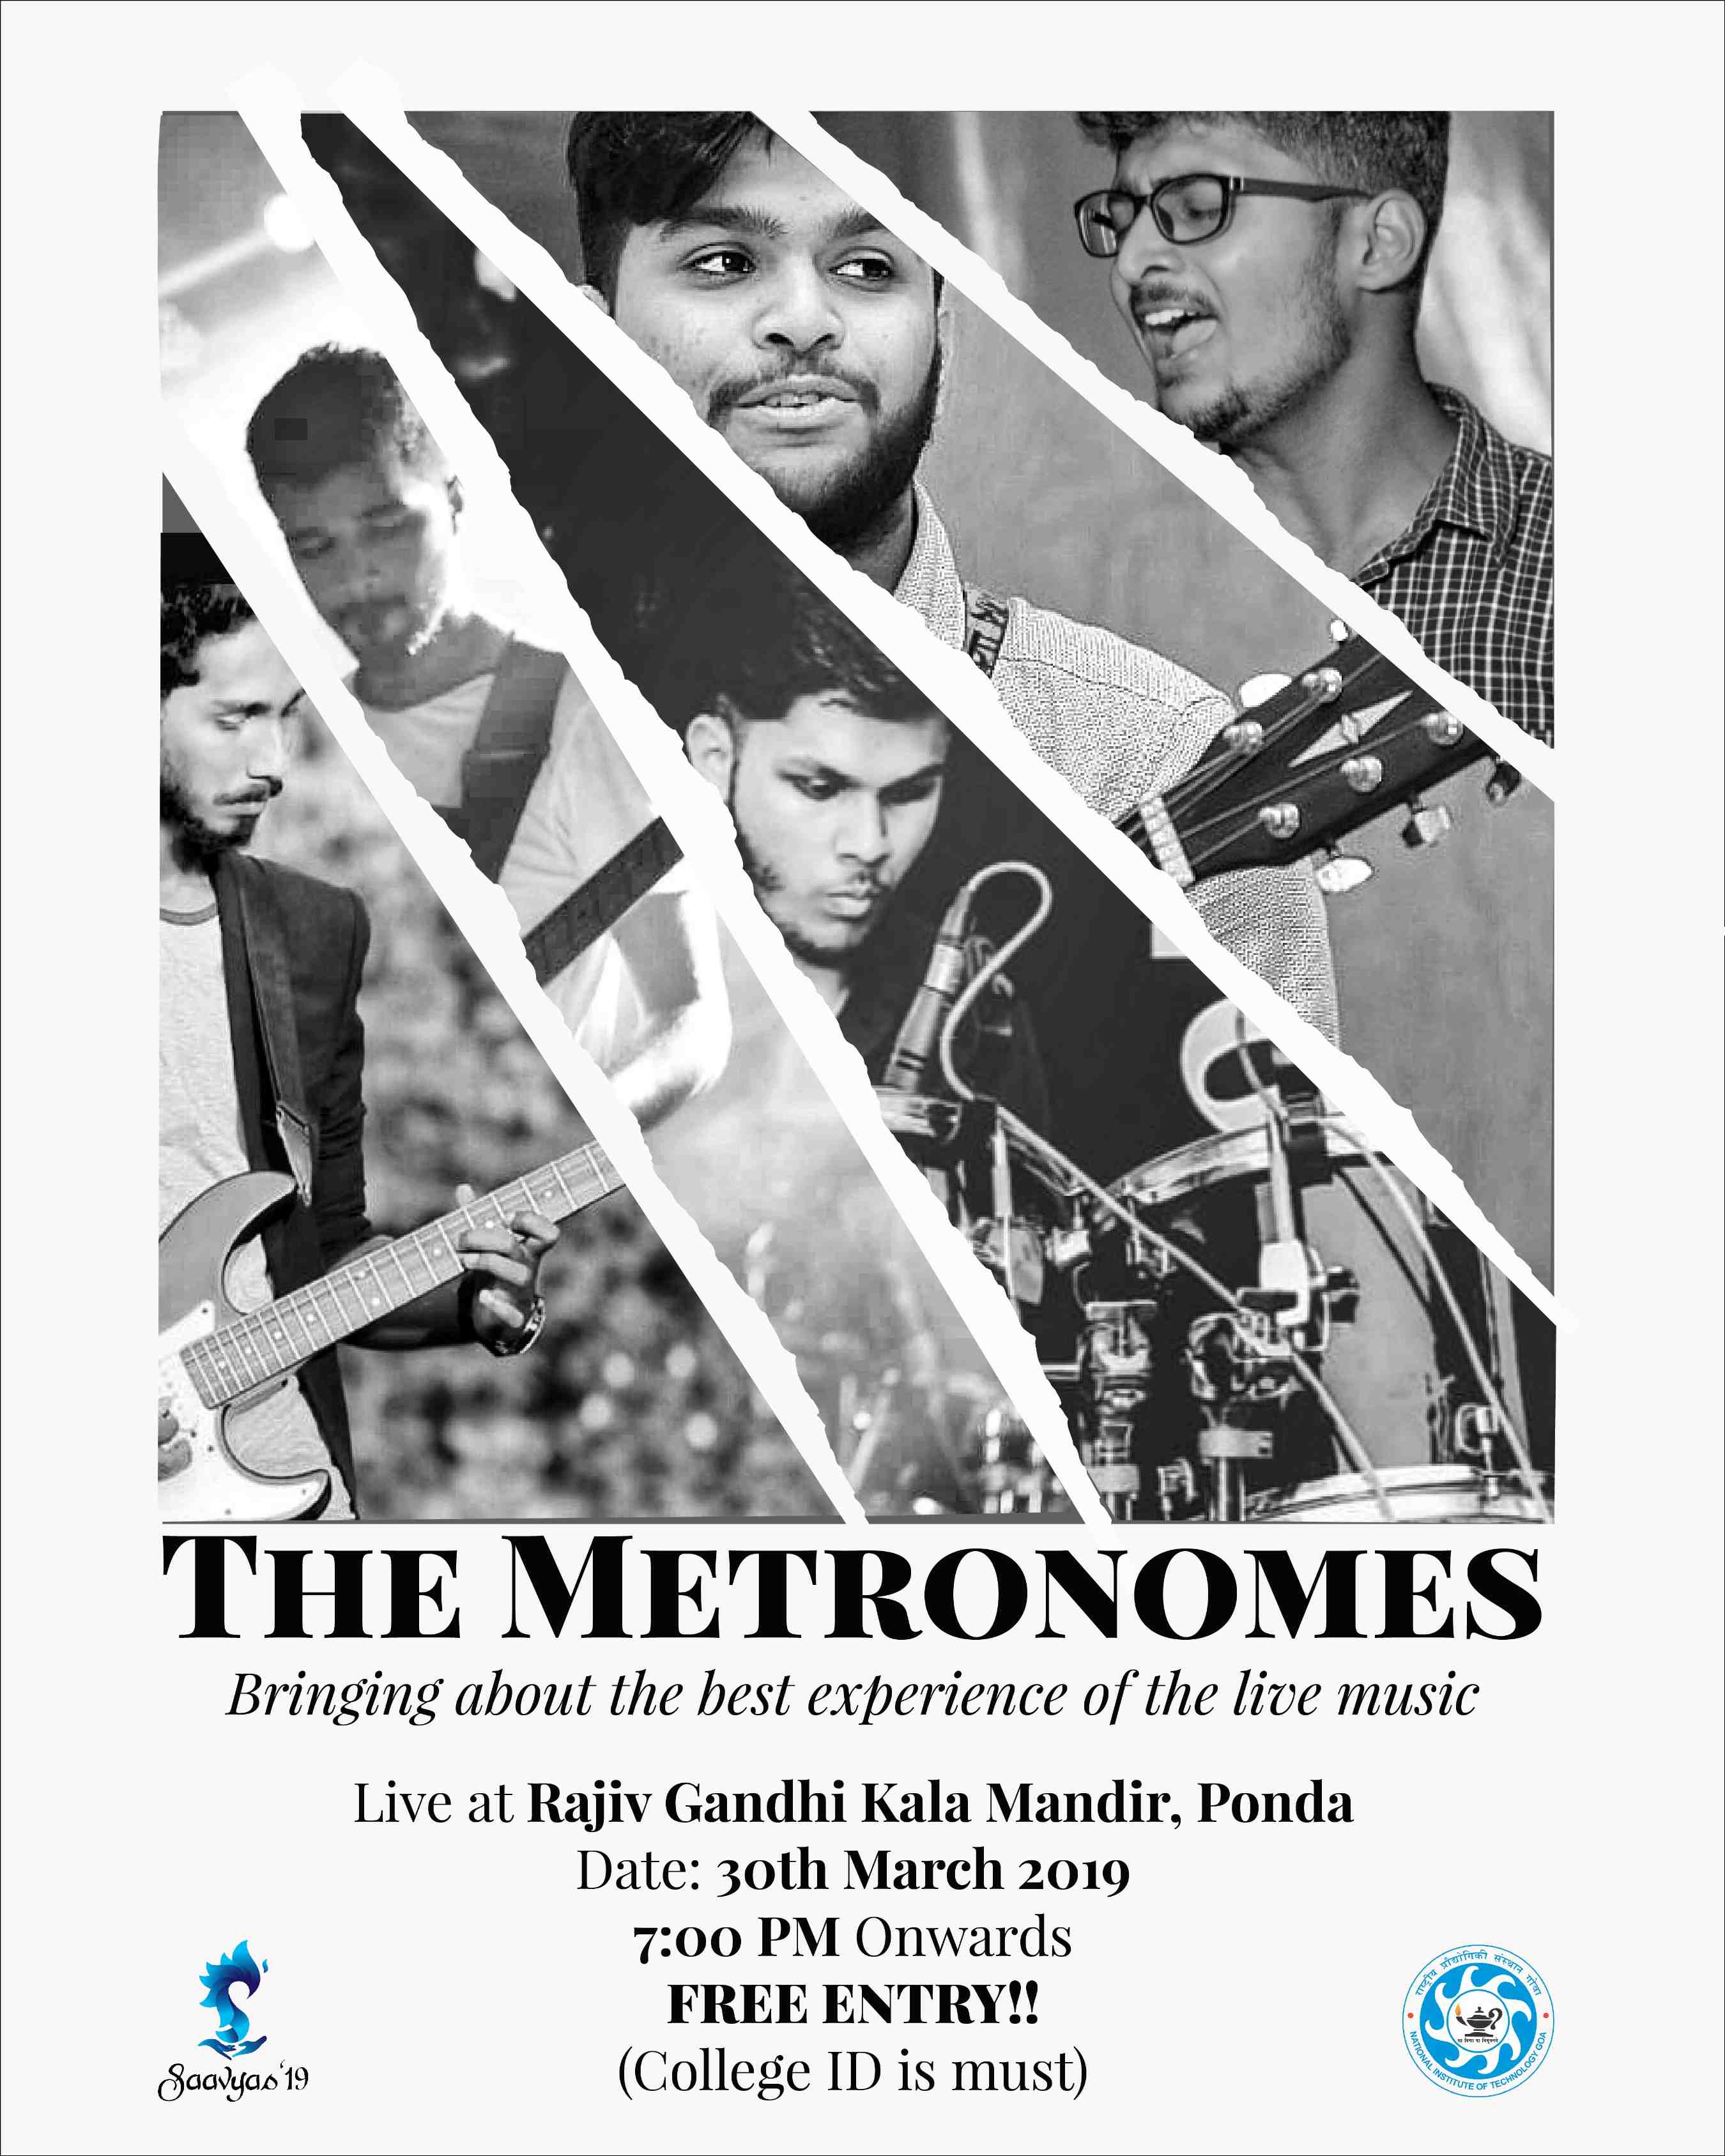 THE METRONOMES
Bringing about the best experience of the live music
Live at Rajiv Gandhi Kala Mandir, Ponda
Date: 30th March 2019
7:00 PM Onwards
FREE ENTRY!!
(College ID is must)
Saavyas'19
राष्ट्रीय प्रौद्योगिकी संस्थान गोवा
NATIONAL INSTITUTE OF TECHNOLOGY GOA